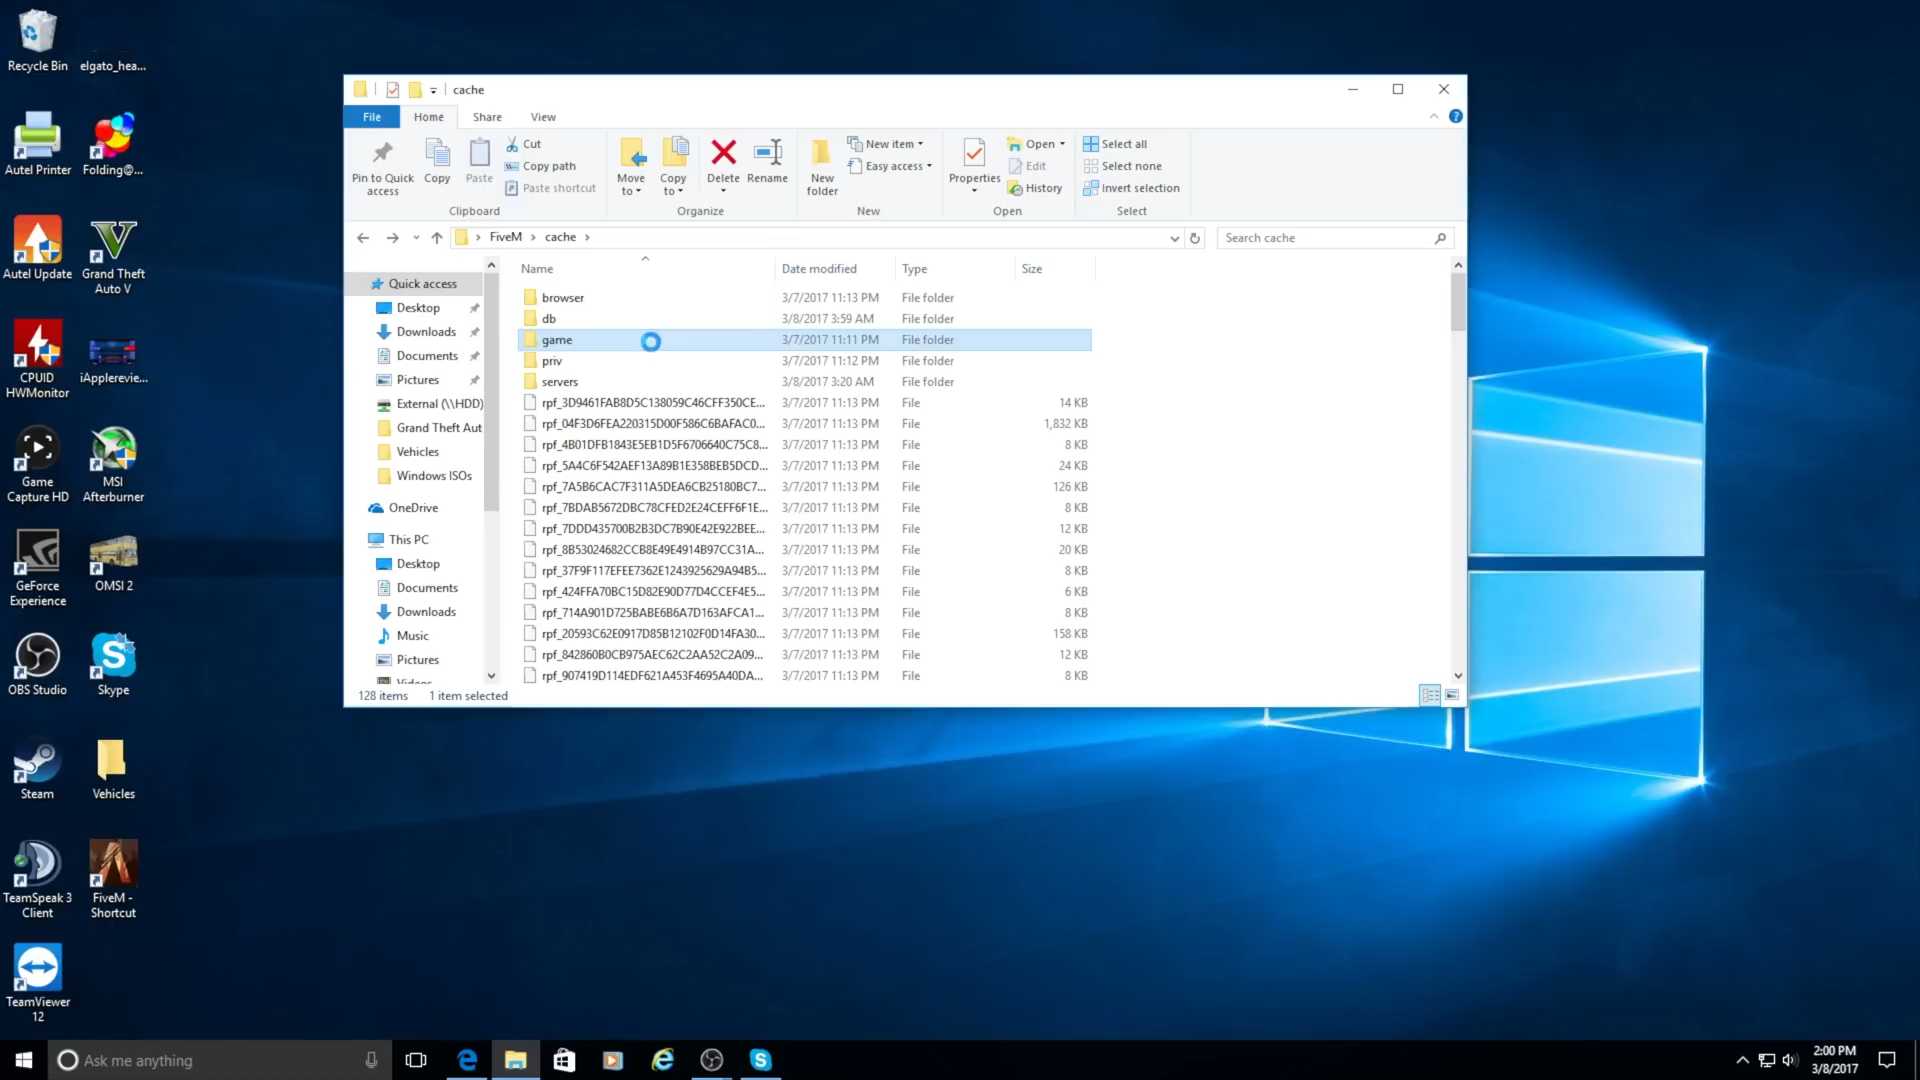 Recycle Bin
elgato_hea...
Autel Printer
Folding@...
Autel Update
Grand Theft
Auto V
CPUID
HWMonitor
iApplerevie...
Game
Capture HD
MSI
Afterburner
GeForce
Experience
OMSI 2
OBS Studio
Skype
Steam
Vehicles
TeamSpeak 3
Client
FiveM -
Shortcut
TeamViewer
12
cache
File
Home
Share
View
Pin to Quick
access
Copy
Paste
Cut
Copy path
Paste shortcut
Clipboard
Move
to
Copy
to
Delete
Rename
Organize
New
folder
New item
Easy access
New
Properties
Open
Edit
History
Open
Select all
Select none
Invert selection
Select
FiveM > cache >
Search cache
Quick access
Desktop
Downloads
Documents
Pictures
External (\\HDD)
Grand Theft Aut
Vehicles
Windows ISOs
OneDrive
This PC
Desktop
Documents
Downloads
Music
Pictures
Videos
Name Date modified Type Size
browser 3/7/2017 11:13 PM File folder
db 3/8/2017 3:59 AM File folder
game 3/7/2017 11:11 PM File folder
priv 3/7/2017 11:12 PM File folder
servers 3/8/2017 3:20 AM File folder
rpf_3D9461FAB8D5C138059C46CFF350CE... 3/7/2017 11:13 PM File 14 KB
rpf_04F3D6FEA220315D00F586C6BAFAC0... 3/7/2017 11:13 PM File 1,832 KB
rpf_4B01DFB1843E5EB1D5F6706640C75C8... 3/7/2017 11:13 PM File 8 KB
rpf_5A4C6F542AEF13A89B1E358BEB5DCD... 3/7/2017 11:13 PM File 24 KB
rpf_7A5B6CAC7F311A5DEA6CB25180BC7... 3/7/2017 11:13 PM File 126 KB
rpf_7BDAB5672DBC78CFED2E24CEFF6F1E... 3/7/2017 11:13 PM File 8 KB
rpf_7DDD435700B2B3DC7B90E42E922BEE... 3/7/2017 11:13 PM File 12 KB
rpf_8B53024682CCB8E49E4914B97CC31A... 3/7/2017 11:13 PM File 20 KB
rpf_37F9F117EFEE7362E1243925629A94B5... 3/7/2017 11:13 PM File 8 KB
rpf_424FFA70BC15D82E90D77D4CCEF4E5... 3/7/2017 11:13 PM File 6 KB
rpf_714A901D725BABE6B6A7D163AFCA1... 3/7/2017 11:13 PM File 8 KB
rpf_20593C62E0917D85B12102F0D14FA30... 3/7/2017 11:13 PM File 158 KB
rpf_842860B0CB975AEC62C2AA52C2A09... 3/7/2017 11:13 PM File 12 KB
rpf_907419D114EDF621A453F4695A40DA... 3/7/2017 11:13 PM File 8 KB
128 items 1 item selected
Ask me anything
2:00 PM
3/8/2017